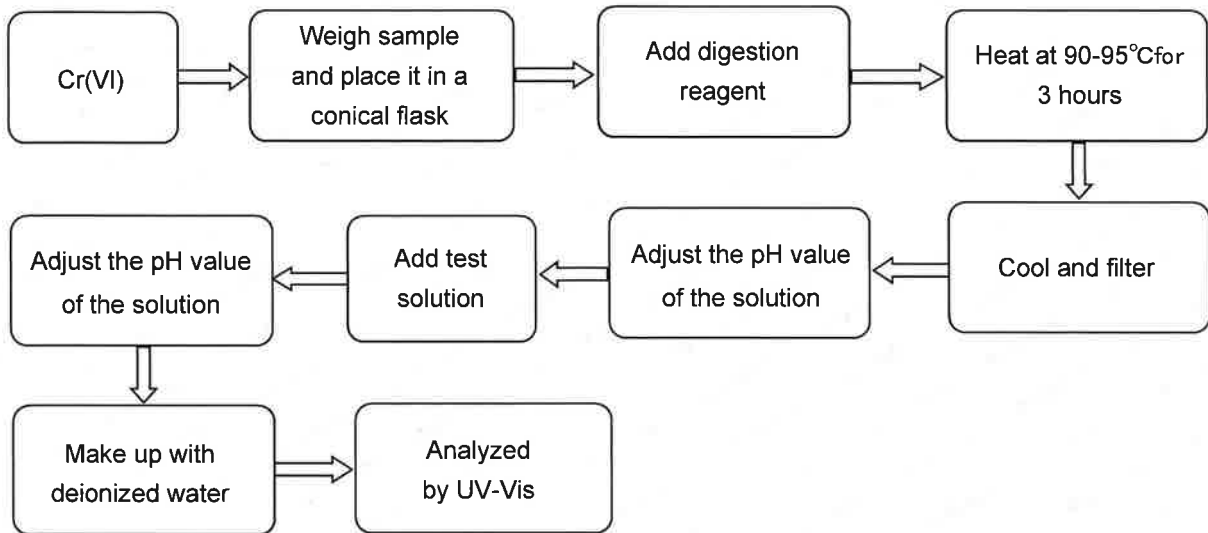 Cr(VI)
Weigh sample
and place it in a
conical flask
Add digestion
reagent
Heat at 90-95℃for
3 hours
Cool and filter
Adjust the pH value
of the solution
Add test
solution
Adjust the pH value
of the solution
Make up with
deionized water
Analyzed
by UV-Vis